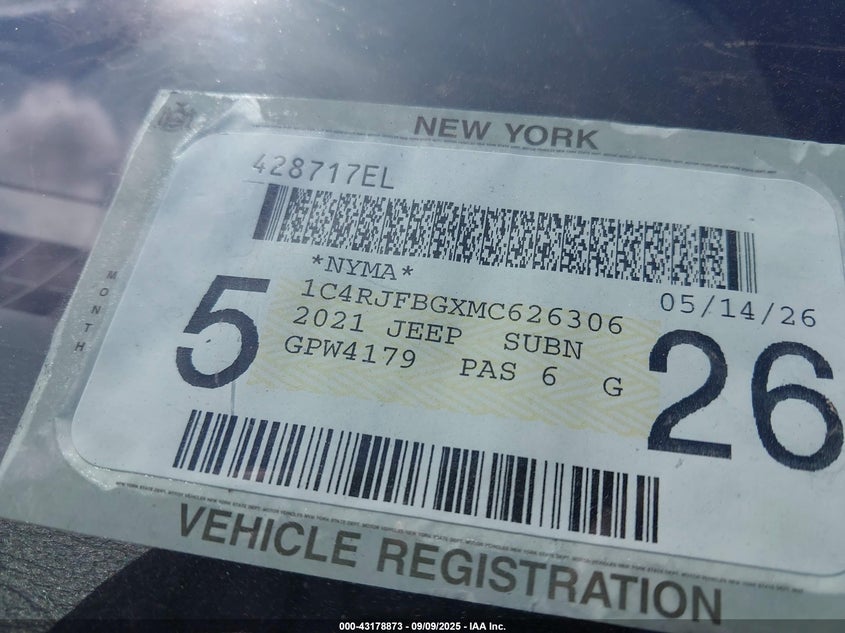 NEW YORK
428717EL
*NYMA*
1C4RJFBGXMC626306
05/14/26
2021 JEEP SUBN
GPW4179 PAS 6 G
MONTH
5
26
VEHICLE REGISTRATION
000-43178873 - 09/09/2025 - IAA Inc.